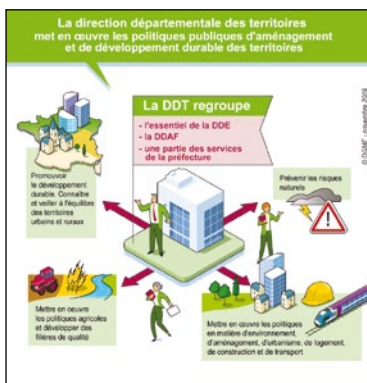 La direction départementale des territoires
met en œuvre les politiques publiques d'aménagement
et de développement durable des territoires
La DDT regroupe
- l'essentiel de la DDE
- la DDAF
- une partie des services
de la préfecture
© DGME - novembre 2009
Promouvoir
le développement
durable. Connaître
et veiller à l'équilibre
des territoires
urbains et ruraux
Prévenir les risques
naturels
Mettre en oeuvre
les politiques agricoles
et développer des
filières de qualité
Mettre en œuvre les politiques
en matière d'environnement,
d'aménagement, d'urbanisme, de logement,
de construction et de transport